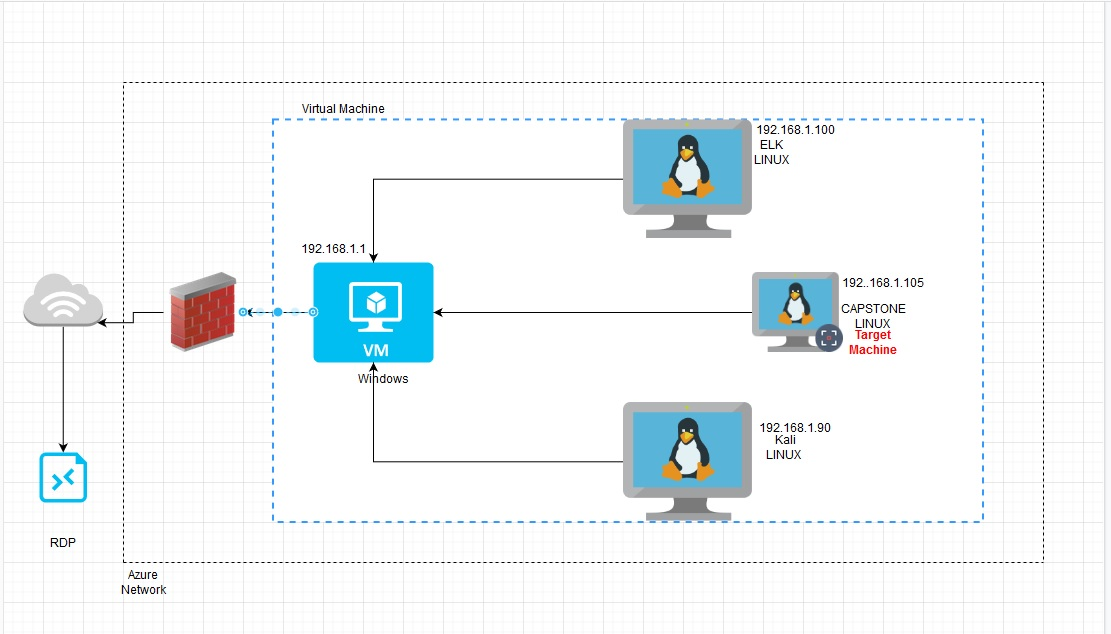 Virtual Machine
192.168.1.100
ELK
LINUX
192.168.1.1
VM
Windows
192..168.1.105
CAPSTONE
LINUX
Target
Machine
192.168.1.90
Kali
LINUX
RDP
Azure
Network